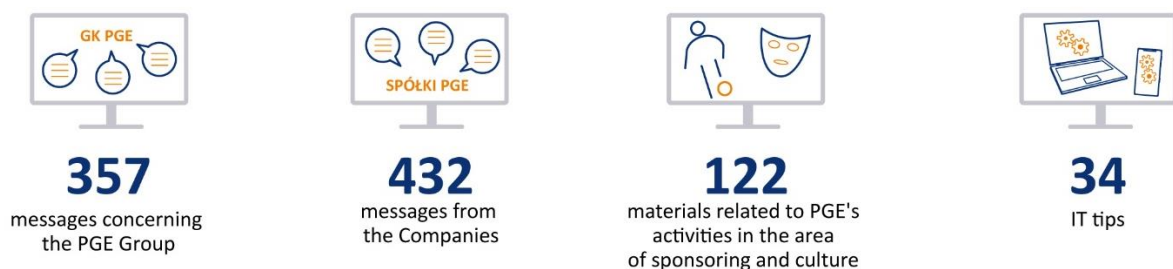 GK PGE
SPÓŁKI PGE
357
messages concerning
the PGE Group
432
messages from
the Companies
122
materials related to PGE's
activities in the area
of sponsoring and culture
34
IT tips